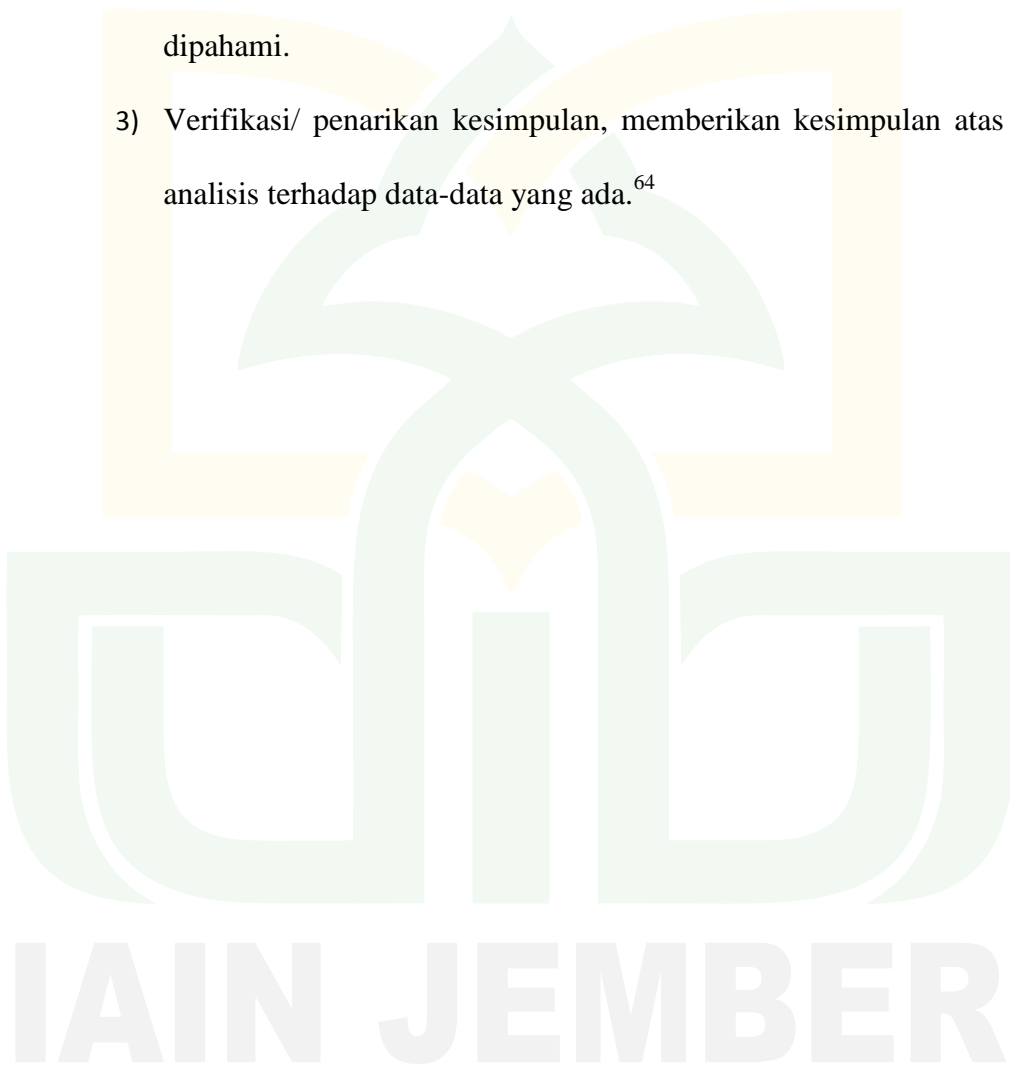 dipahami.
3) Verifikasi/ penarikan kesimpulan, memberikan kesimpulan atas
analisis terhadap data-data yang ada.64
IAIN JEMBER